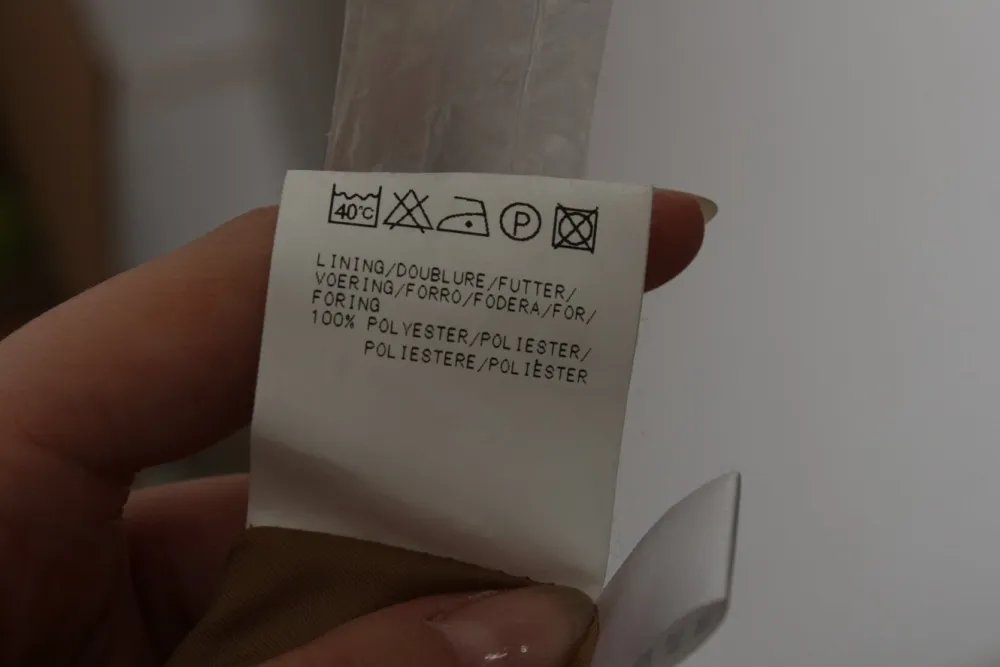 40°C
P
LINING/DOUBLURE/FUTTER/
VOERING/FORRO/FODERA/FOR/
FORING
100% POLYESTER/POLIESTER/
POLIESTERE/POLIÈSTER